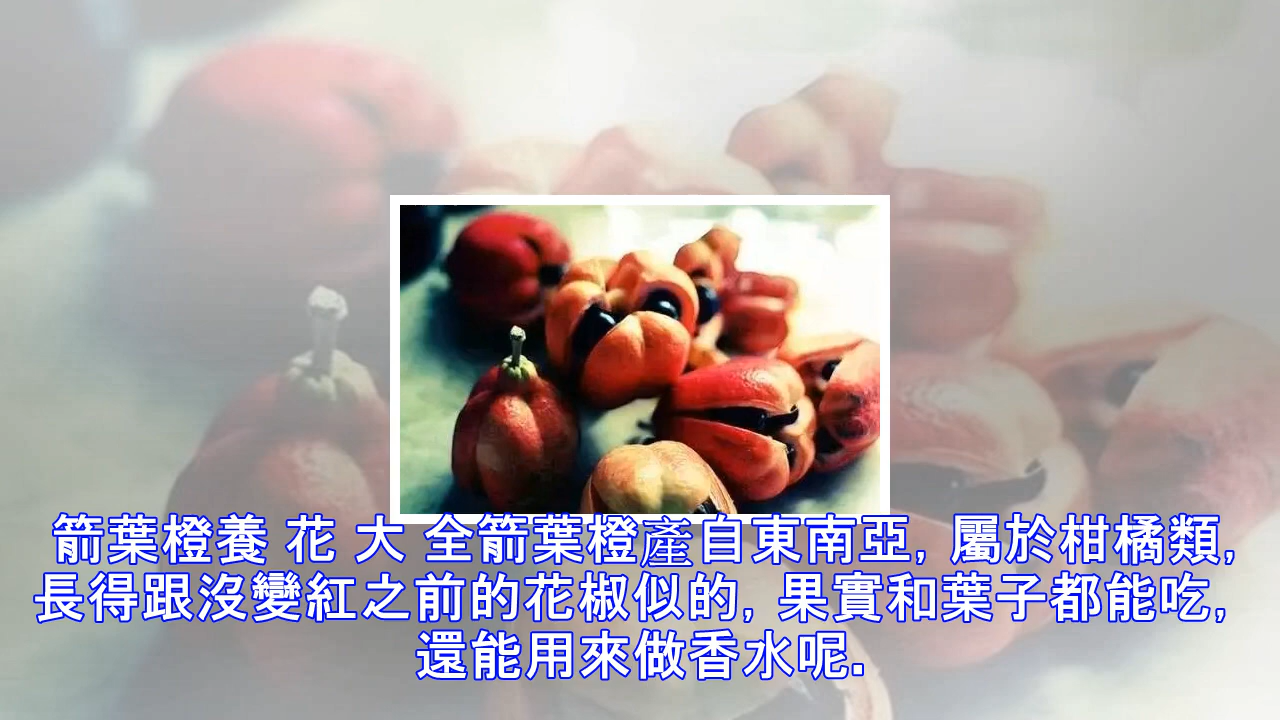 箭葉橙養 花 大 全箭葉橙產自東南亞, 屬於柑橘類,
長得跟沒變紅之前的花椒似的, 果實和葉子都能吃,
還能用來做香水呢.